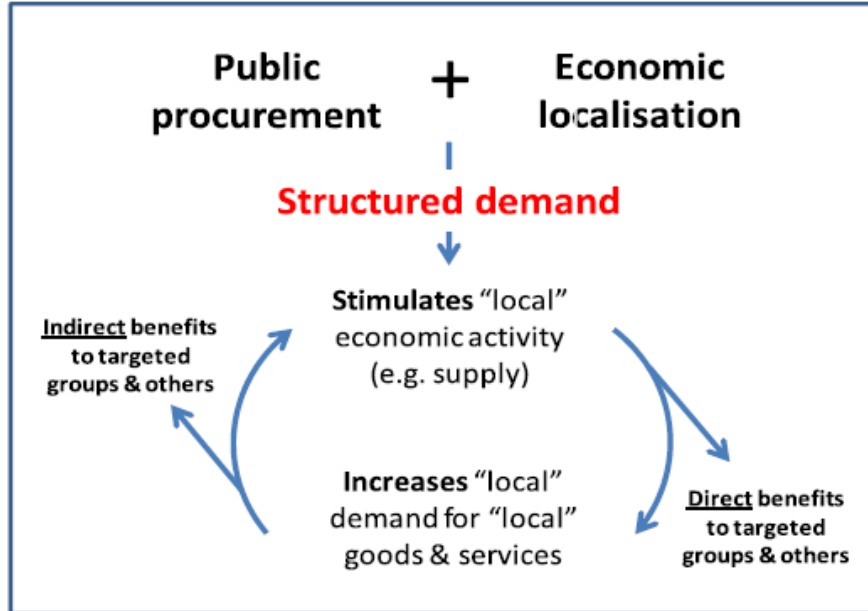 Public
procurement
+
Economic
localisation
Structured demand
Stimulates “local”
economic activity
(e.g. supply)
Indirect benefits
to targeted
groups & others
Increases “local”
demand for “local”
goods & services
Direct benefits
to targeted
groups & others